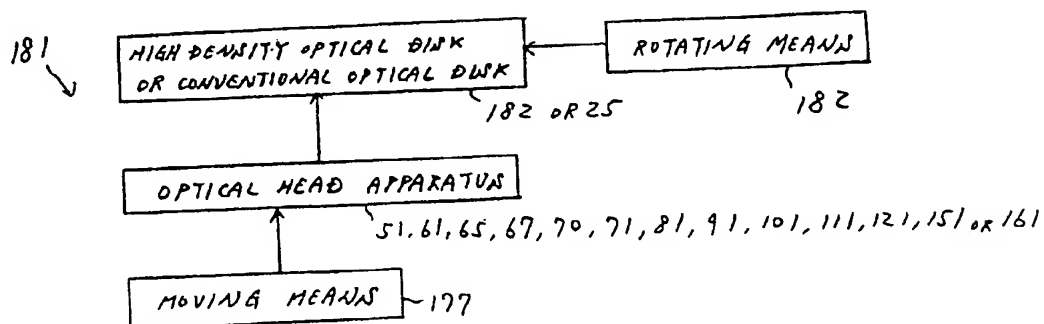 181
HIGH DENSITY OPTICAL DISK
OR CONVENTIONAL OPTICAL DISK
ROTATING MEANS
182 OR 25
182
OPTICAL HEAD APPARATUS
51, 61, 65, 67, 70, 71, 81, 91, 101, 111, 121, 151 OR 161
MOVING MEANS
177